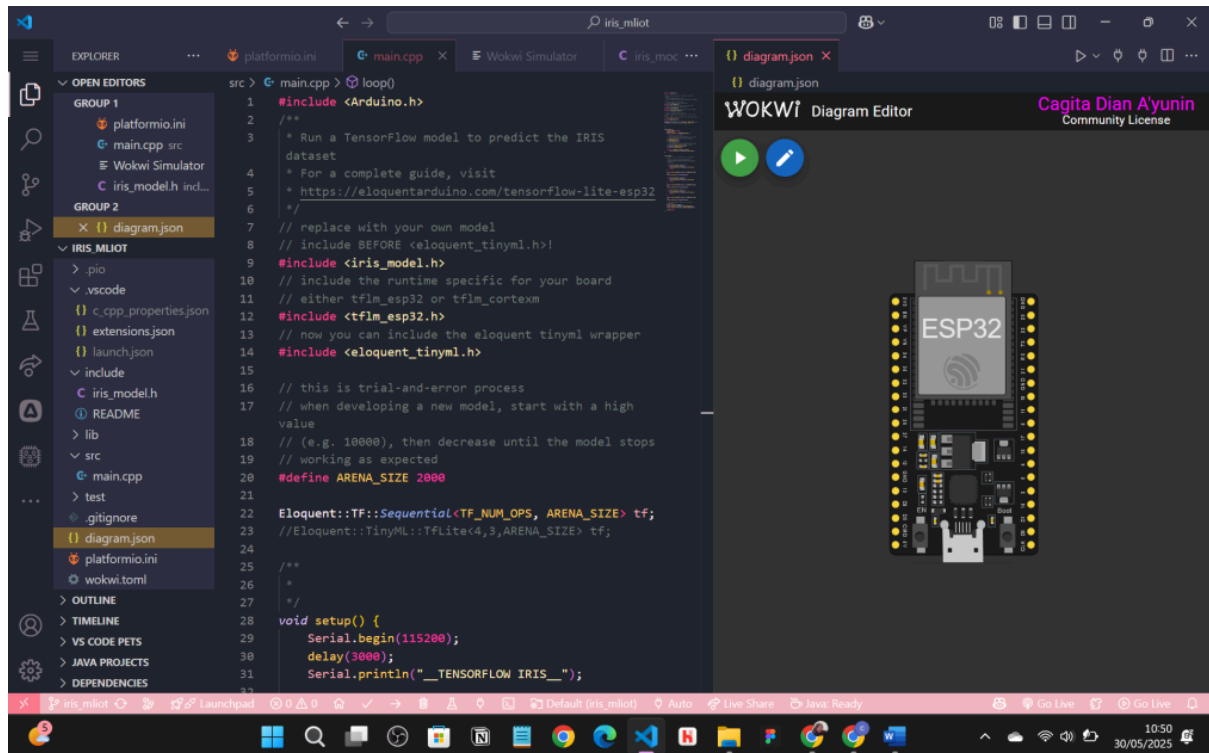 iris_mliot
EXPLORER
platformio.ini
main.cpp
Wokwi Simulator
iris_moc
diagram.json
OPEN EDITORS
GROUP 1
platformio.ini
main.cpp src
Wokwi Simulator
iris_model.h incl...
GROUP 2
diagram.json
IRIS_MLIOT
.pio
.vscode
c_cpp_properties.json
extensions.json
launch.json
include
iris_model.h
README
lib
src
main.cpp
test
.gitignore
diagram.json
platformio.ini
wokwi.toml
OUTLINE
TIMELINE
VS CODE PETS
JAVA PROJECTS
DEPENDENCIES
src > main.cpp > loop()
1 #include <Arduino.h>
2 /**
3 * Run a TensorFlow model to predict the IRIS
dataset
4 * For a complete guide, visit
5 * https://eloquentarduino.com/tensorflow-lite-esp32
6 */
7 // replace with your own model
8 // include BEFORE <eloquent_tinyml.h>!
9 #include <iris_model.h>
10 // include the runtime specific for your board
11 // either tflm_esp32 or tflm_cortexm
12 #include <tflm_esp32.h>
13 // now you can include the eloquent tinyml wrapper
14 #include <eloquent_tinyml.h>
15
16 // this is trial-and-error process
17 // when developing a new model, start with a high
value
18 // (e.g. 10000), then decrease until the model stops
19 // working as expected
20 #define ARENA_SIZE 2000
21
22 Eloquent::TF::Sequential<TF_NUM_OPS, ARENA_SIZE> tf;
23 //Eloquent::TinyML::TfLite<4,3,ARENA_SIZE> tf;
24
25 /**
26 *
27 */
28 void setup() {
29 Serial.begin(115200);
30 delay(3000);
31 Serial.println("__TENSORFLOW IRIS__");
32
diagram.json
WOKWI Diagram Editor
Cagita Dian A'yunin
Community License
ESP32
EN
Boot
iris_mliot
Launchpad
0 0 0
Default (iris_mliot)
Auto
Live Share
Java: Ready
Go Live
Go Live
5
10:50
30/05/2025